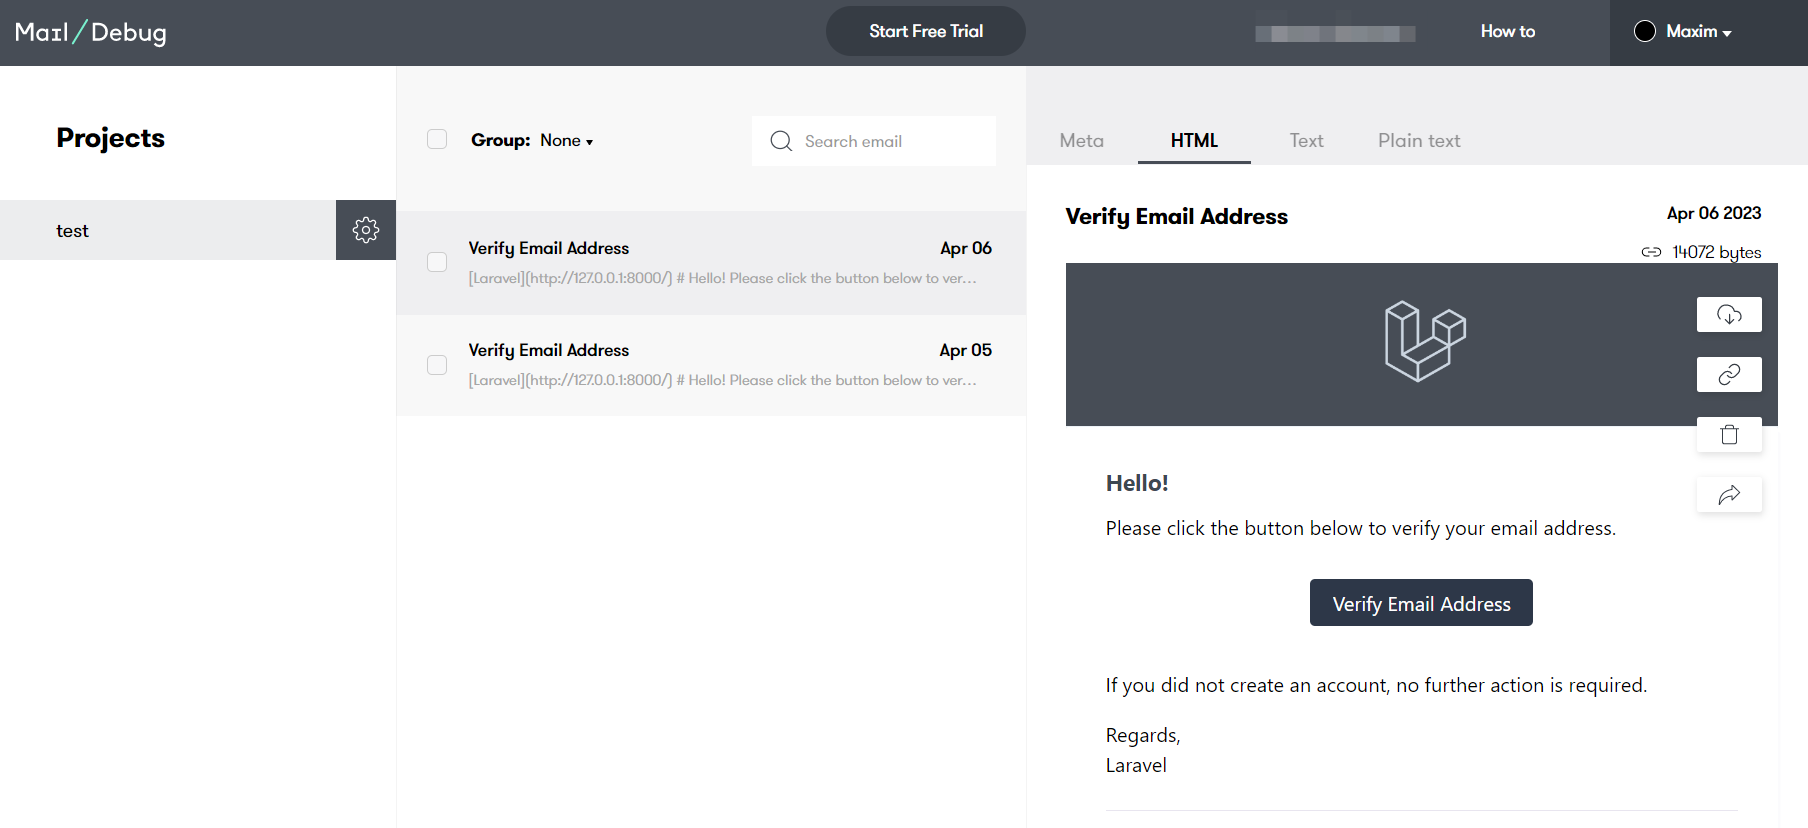 Mail/Debug
Start Free Trial
How to
Maxim
Projects
test
Group: None
Search email
Verify Email Address Apr 06
[Laravel](http://127.0.0.1:8000/) # Hello! Please click the button below to ver...
Verify Email Address Apr 05
[Laravel](http://127.0.0.1:8000/) # Hello! Please click the button below to ver...
Meta HTML Text Plain text
Verify Email Address Apr 06 2023
14072 bytes
Hello!
Please click the button below to verify your email address.
Verify Email Address
If you did not create an account, no further action is required.
Regards,
Laravel